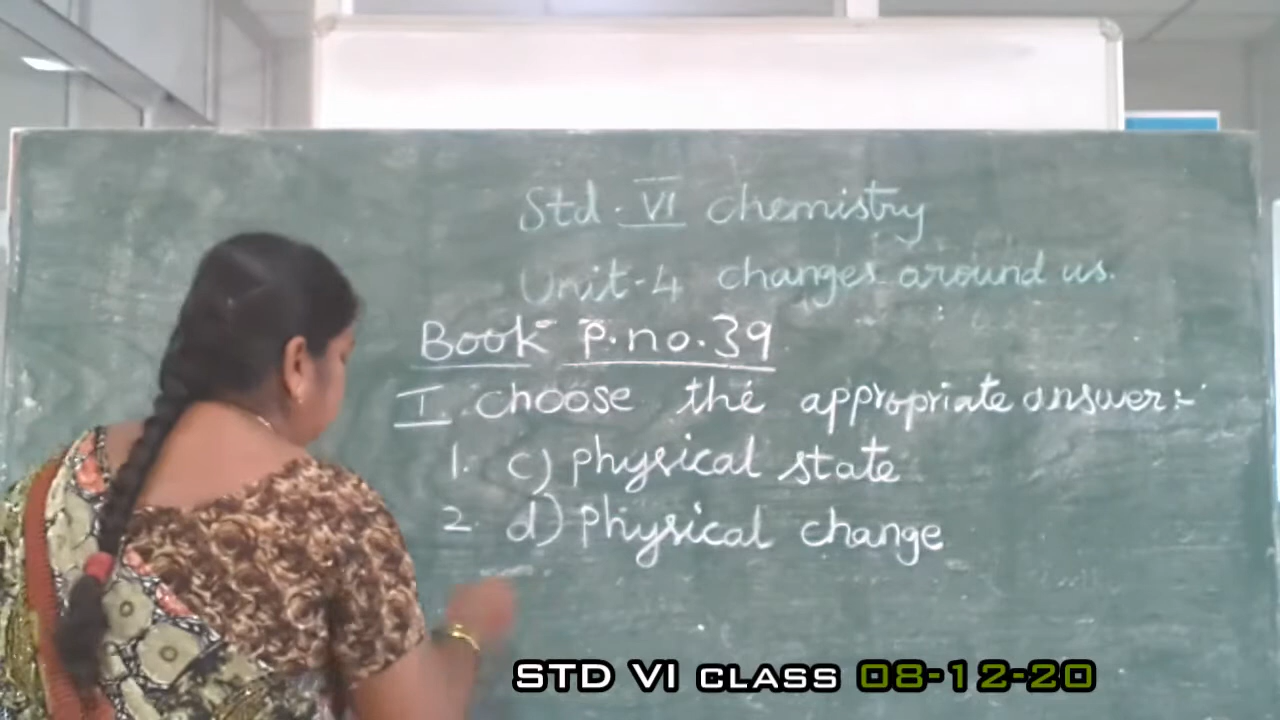 Std. VI chemistry
Unit-4 changes around us.
Book P.no.39
I. choose the appropriate answer:-
1. c) physical state
2. d) physical change
STD VI CLASS 08-12-20